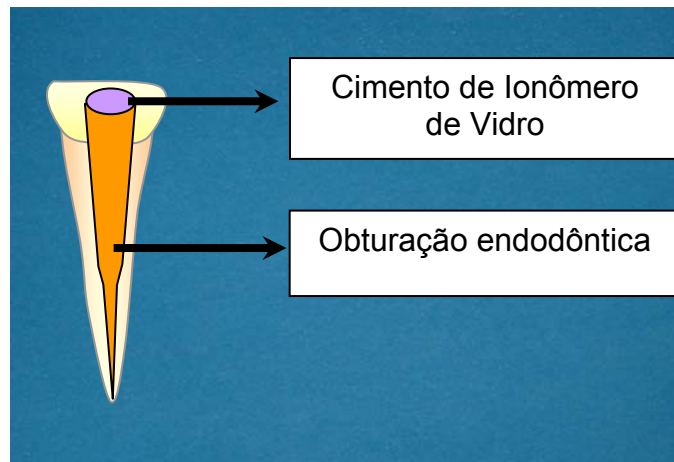 Cimento de Ionômero
de Vidro
Obturação endodôntica